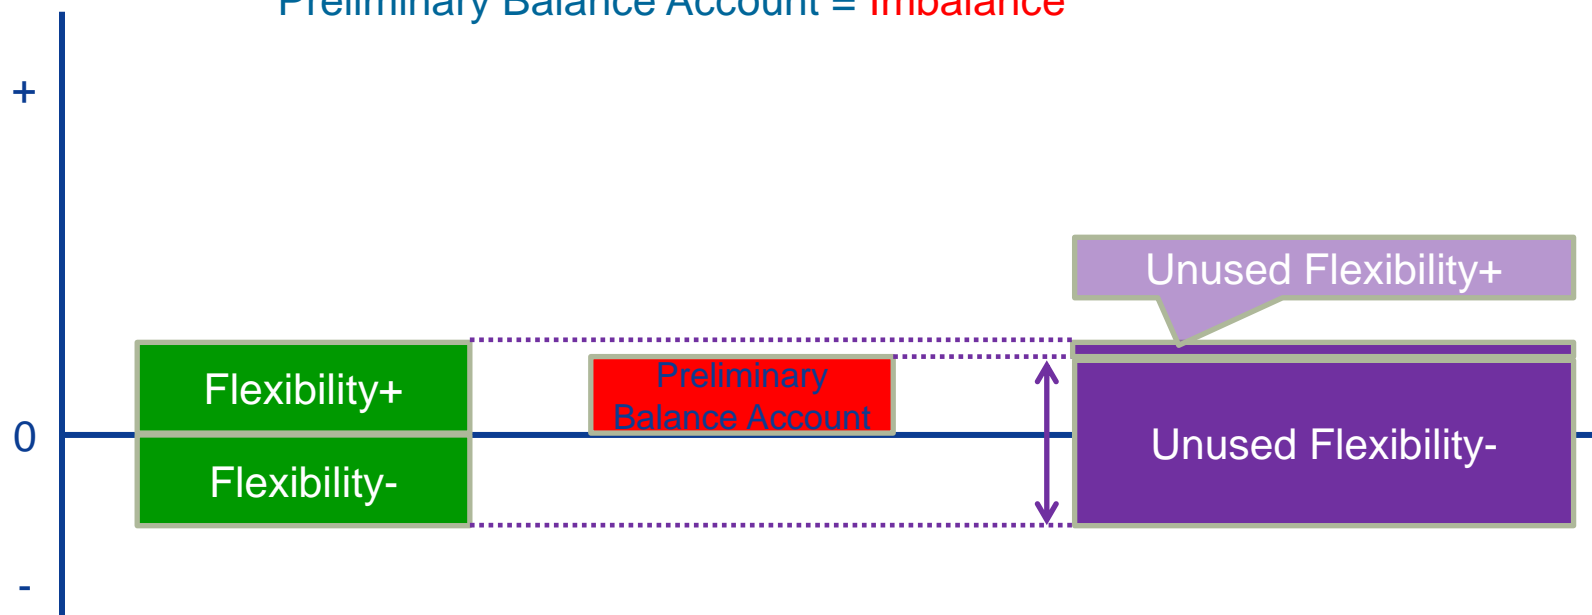 Preliminary Balance Account = Imbalance
+
Unused Flexibility+
Flexibility+
Preliminary
Balance Account
0
Unused Flexibility-
Flexibility-
-